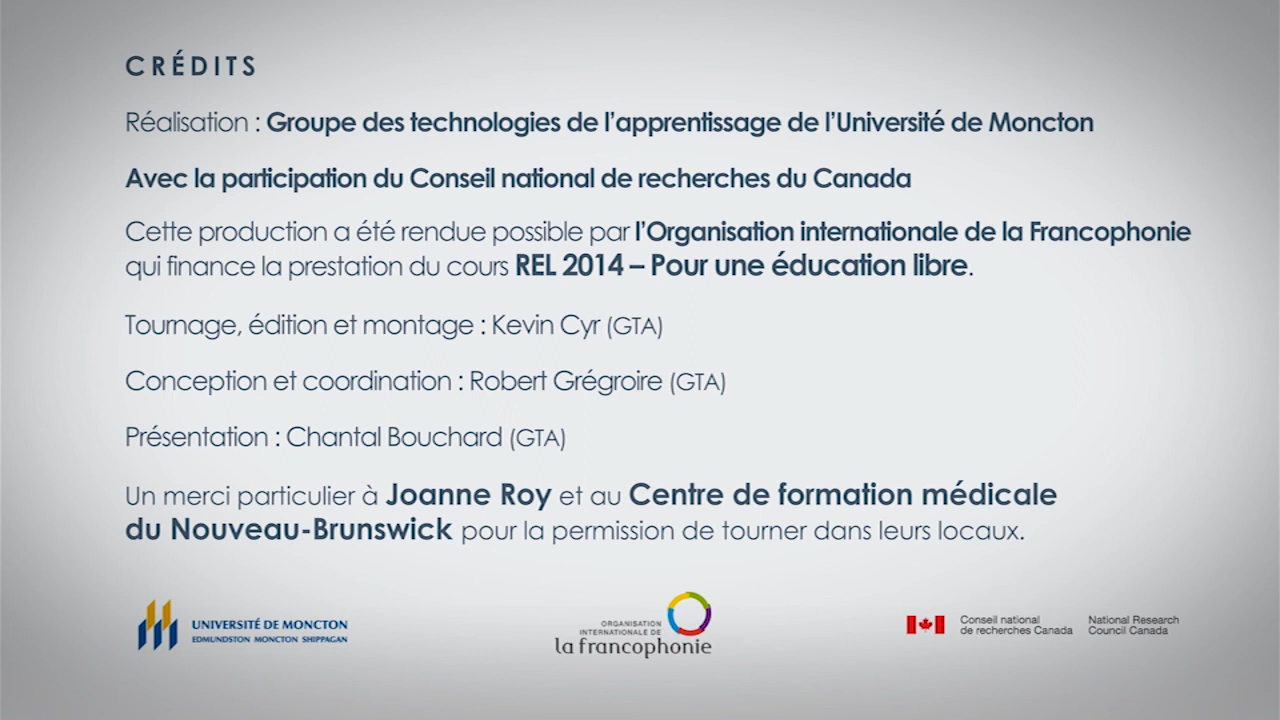 CRÉDITS
Réalisation : Groupe des technologies de l'apprentissage de l'Université de Moncton
Avec la participation du Conseil national de recherches du Canada
Cette production a été rendue possible par l'Organisation internationale de la Francophonie
qui finance la prestation du cours REL 2014 – Pour une éducation libre.
Tournage, édition et montage : Kevin Cyr (GTA)
Conception et coordination : Robert Grégroire (GTA)
Présentation : Chantal Bouchard (GTA)
Un merci particulier à Joanne Roy et au Centre de formation médicale
du Nouveau-Brunswick pour la permission de tourner dans leurs locaux.
UNIVERSITÉ DE MONCTON
EDMUNDSTON MONCTON SHIPPAGAN
ORGANISATION
INTERNATIONALE DE
la francophonie
Conseil national
de recherches Canada
National Research
Council Canada